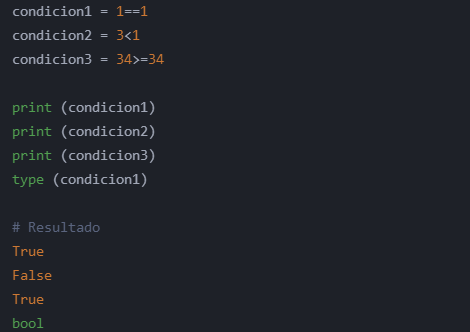 condicion1 = 1==1
condicion2 = 3<1
condicion3 = 34>=34
print (condicion1)
print (condicion2)
print (condicion3)
type (condicion1)
# Resultado
True
False
True
bool